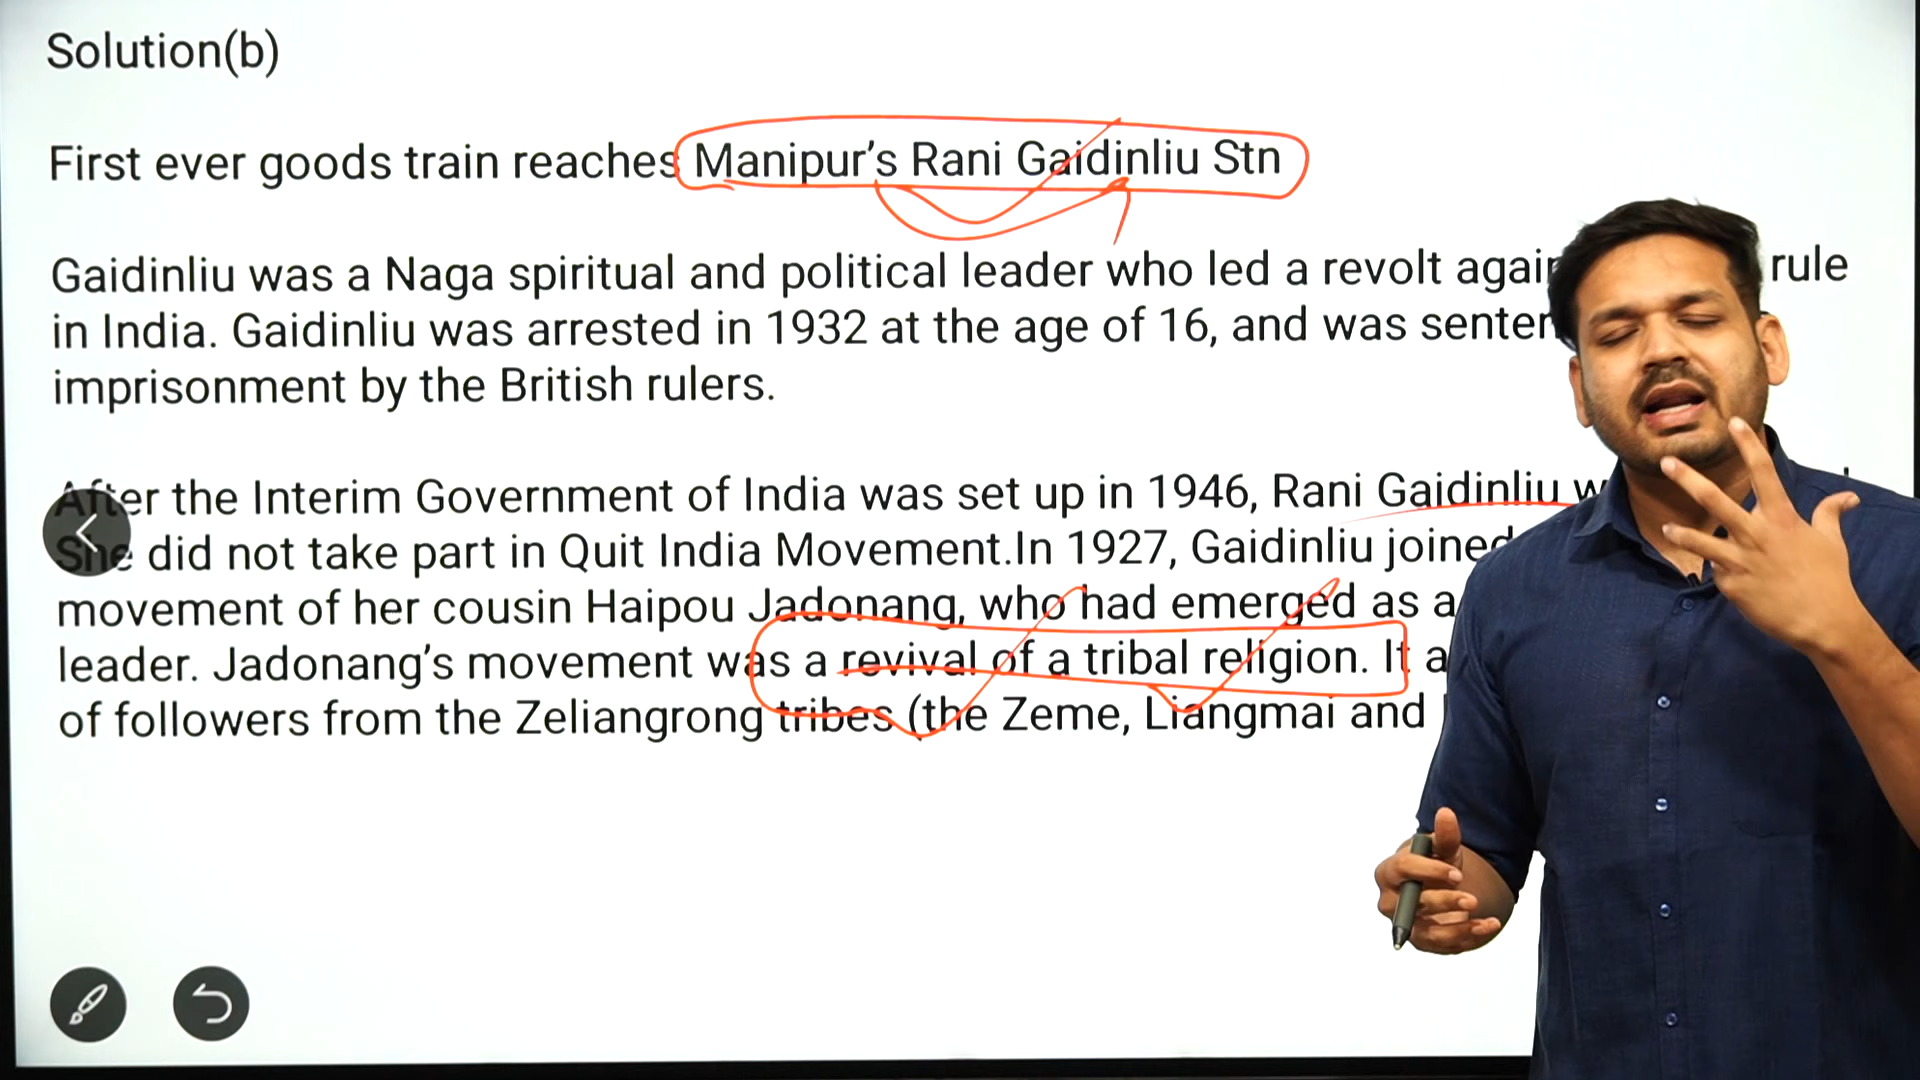 Solution(b)
First ever goods train reaches Manipur's Rani Gaidinliu Stn
Gaidinliu was a Naga spiritual and political leader who led a revolt rule
in India. Gaidinliu was arrested in 1932 at the age of 16, and was
imprisonment by the British rulers.
After the Interim Government of India was set up in 1946, Rani Gaidinliu
She did not take part in Quit India Movement.In 1927, Gaidinliu joined
movement of her cousin Haipou Jadonang, who had emerged as a
leader. Jadonang's movement was a revival of a tribal religion. It
of followers from the Zeliangrong tribes (the Zeme, Liangmai and